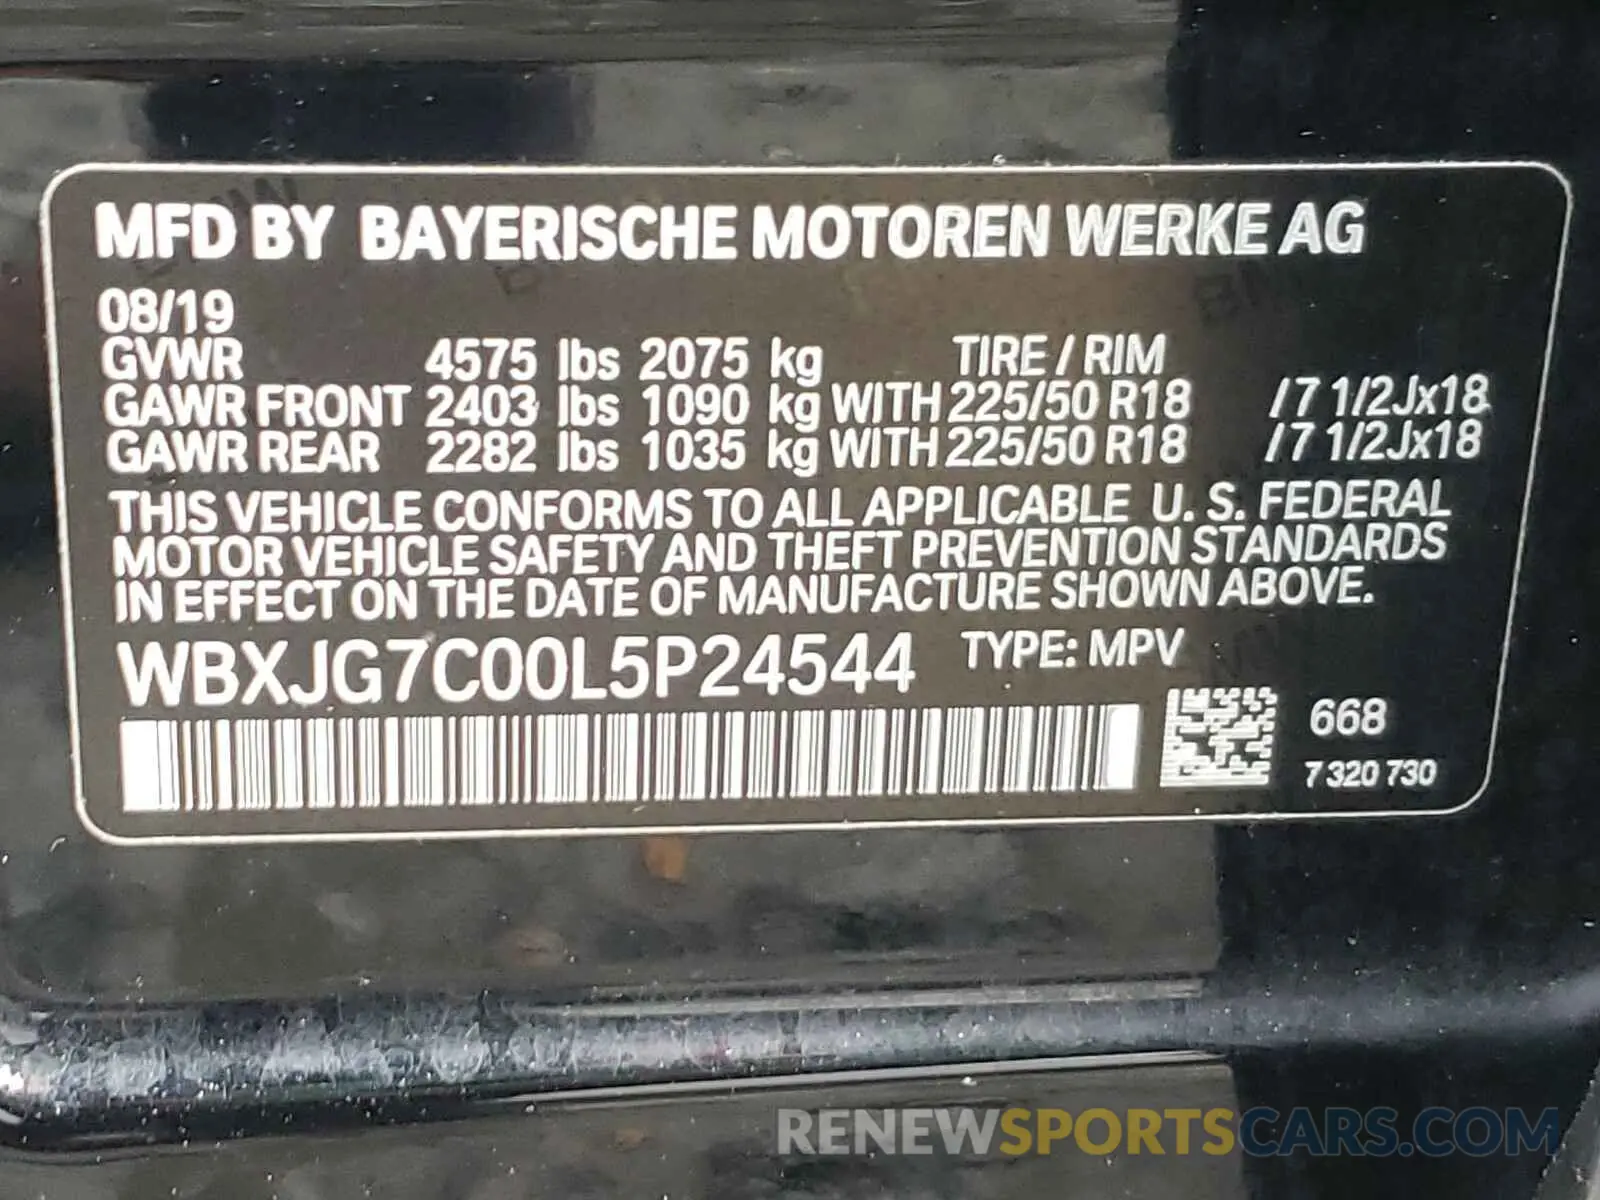 MFD BY BAYERISCHE MOTOREN WERKE AG
08/19
GVWR 4575 lbs 2075 kg TIRE / RIM
GAWR FRONT 2403 lbs 1090 kg WITH 225/50 R18 /7 1/2Jx18
GAWR REAR 2282 lbs 1035 kg WITH 225/50 R18 /7 1/2Jx18
THIS VEHICLE CONFORMS TO ALL APPLICABLE U. S. FEDERAL
MOTOR VEHICLE SAFETY AND THEFT PREVENTION STANDARDS
IN EFFECT ON THE DATE OF MANUFACTURE SHOWN ABOVE.
WBXJG7C00L5P24544 TYPE: MPV
668
7 320 730
RENEWSPORTSCARS.COM